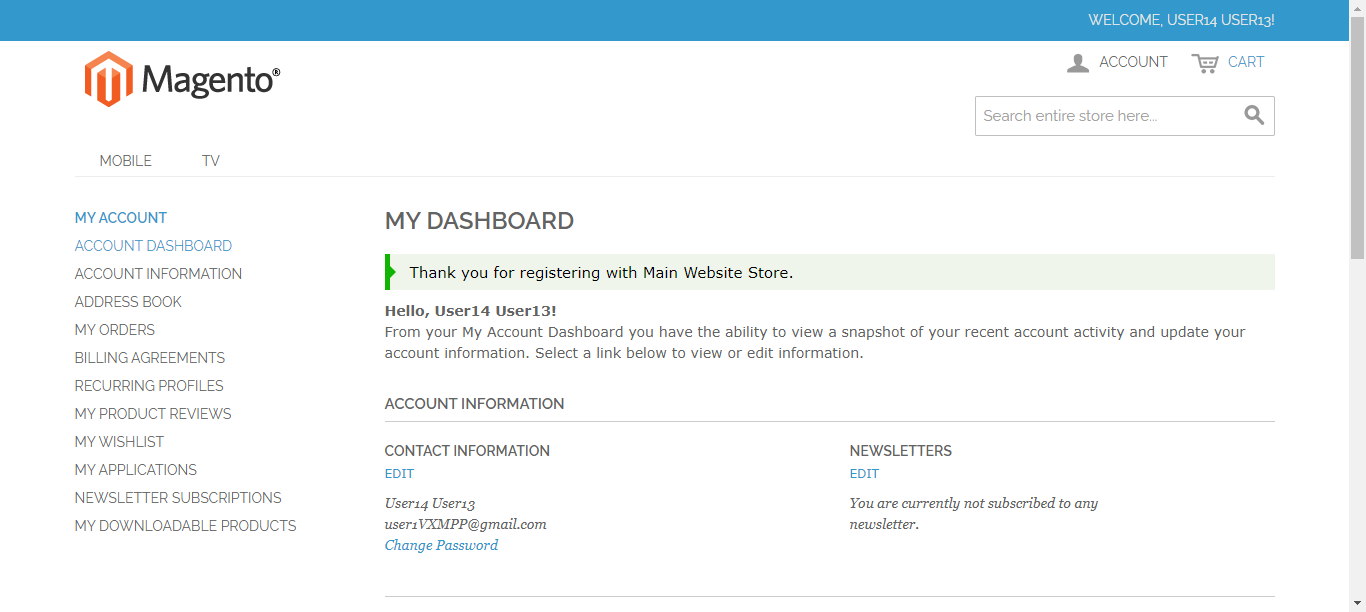 WELCOME, USER14 USER13!
Magento®
ACCOUNT
CART
Search entire store here...
MOBILE
TV
MY ACCOUNT
ACCOUNT DASHBOARD
ACCOUNT INFORMATION
ADDRESS BOOK
MY ORDERS
BILLING AGREEMENTS
RECURRING PROFILES
MY PRODUCT REVIEWS
MY WISHLIST
MY APPLICATIONS
NEWSLETTER SUBSCRIPTIONS
MY DOWNLOADABLE PRODUCTS
MY DASHBOARD
Thank you for registering with Main Website Store.
Hello, User14 User13!
From your My Account Dashboard you have the ability to view a snapshot of your recent account activity and update your
account information. Select a link below to view or edit information.
ACCOUNT INFORMATION
CONTACT INFORMATION
EDIT
User14 User13
user1VXMPP@gmail.com
Change Password
NEWSLETTERS
EDIT
You are currently not subscribed to any
newsletter.